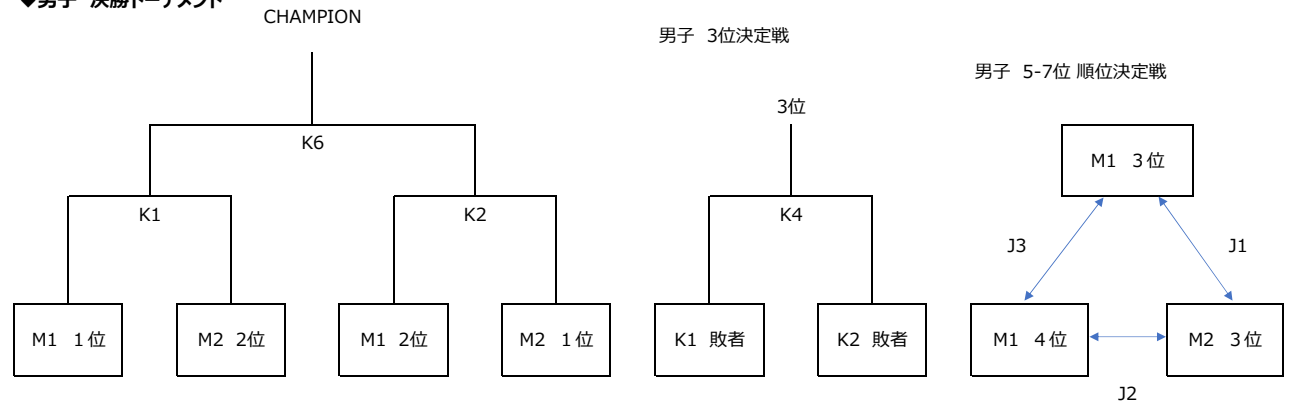 ◆男子 決勝トーナメント
CHAMPION
K6
K1
K2
M1 1位
M2 2位
M1 2位
M2 1位
男子 3位決定戦
3位
K4
K1 敗者
K2 敗者
男子 5-7位 順位決定戦
M1 3位
J3
J1
M1 4位
M2 3位
J2